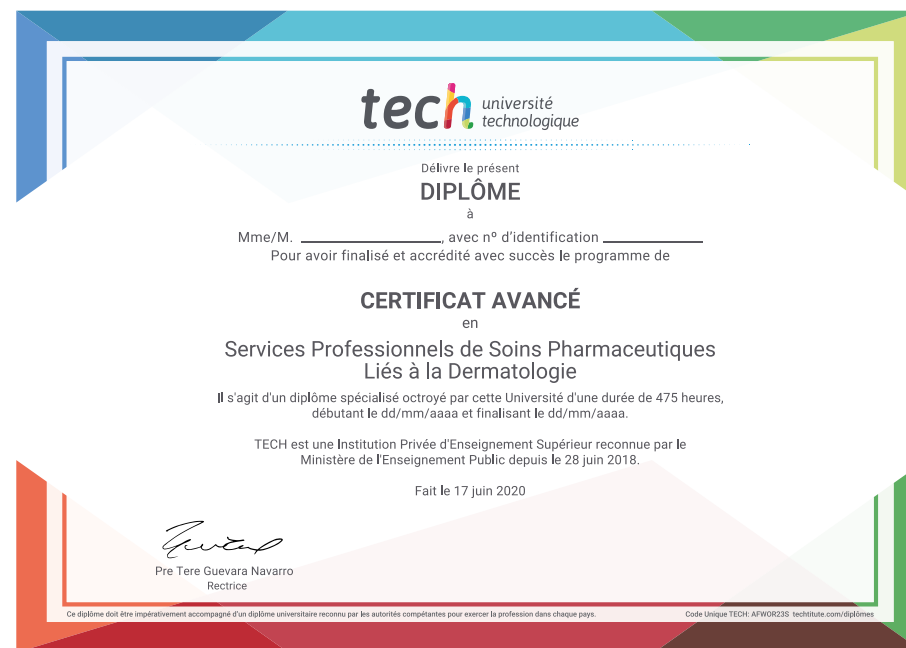 tech université
technologique
Délivre le présent
DIPLÔME
à
Mme/M. ____________________, avec nº d'identification ______________
Pour avoir finalisé et accrédité avec succès le programme de
CERTIFICAT AVANCÉ
en
Services Professionnels de Soins Pharmaceutiques
Liés à la Dermatologie
Il s'agit d'un diplôme spécialisé octroyé par cette Université d'une durée de 475 heures,
débutant le dd/mm/aaaa et finalisant le dd/mm/aaaa.
TECH est une Institution Privée d'Enseignement Supérieur reconnue par le
Ministère de l'Enseignement Public depuis le 28 juin 2018.
Fait le 17 juin 2020
Pre Tere Guevara Navarro
Rectrice
Ce diplôme doit être impérativement accompagné d'un diplôme universitaire reconnu par les autorités compétentes pour exercer la profession dans chaque pays.
Code Unique TECH: AFWOR23S techtitute.com/diplômes